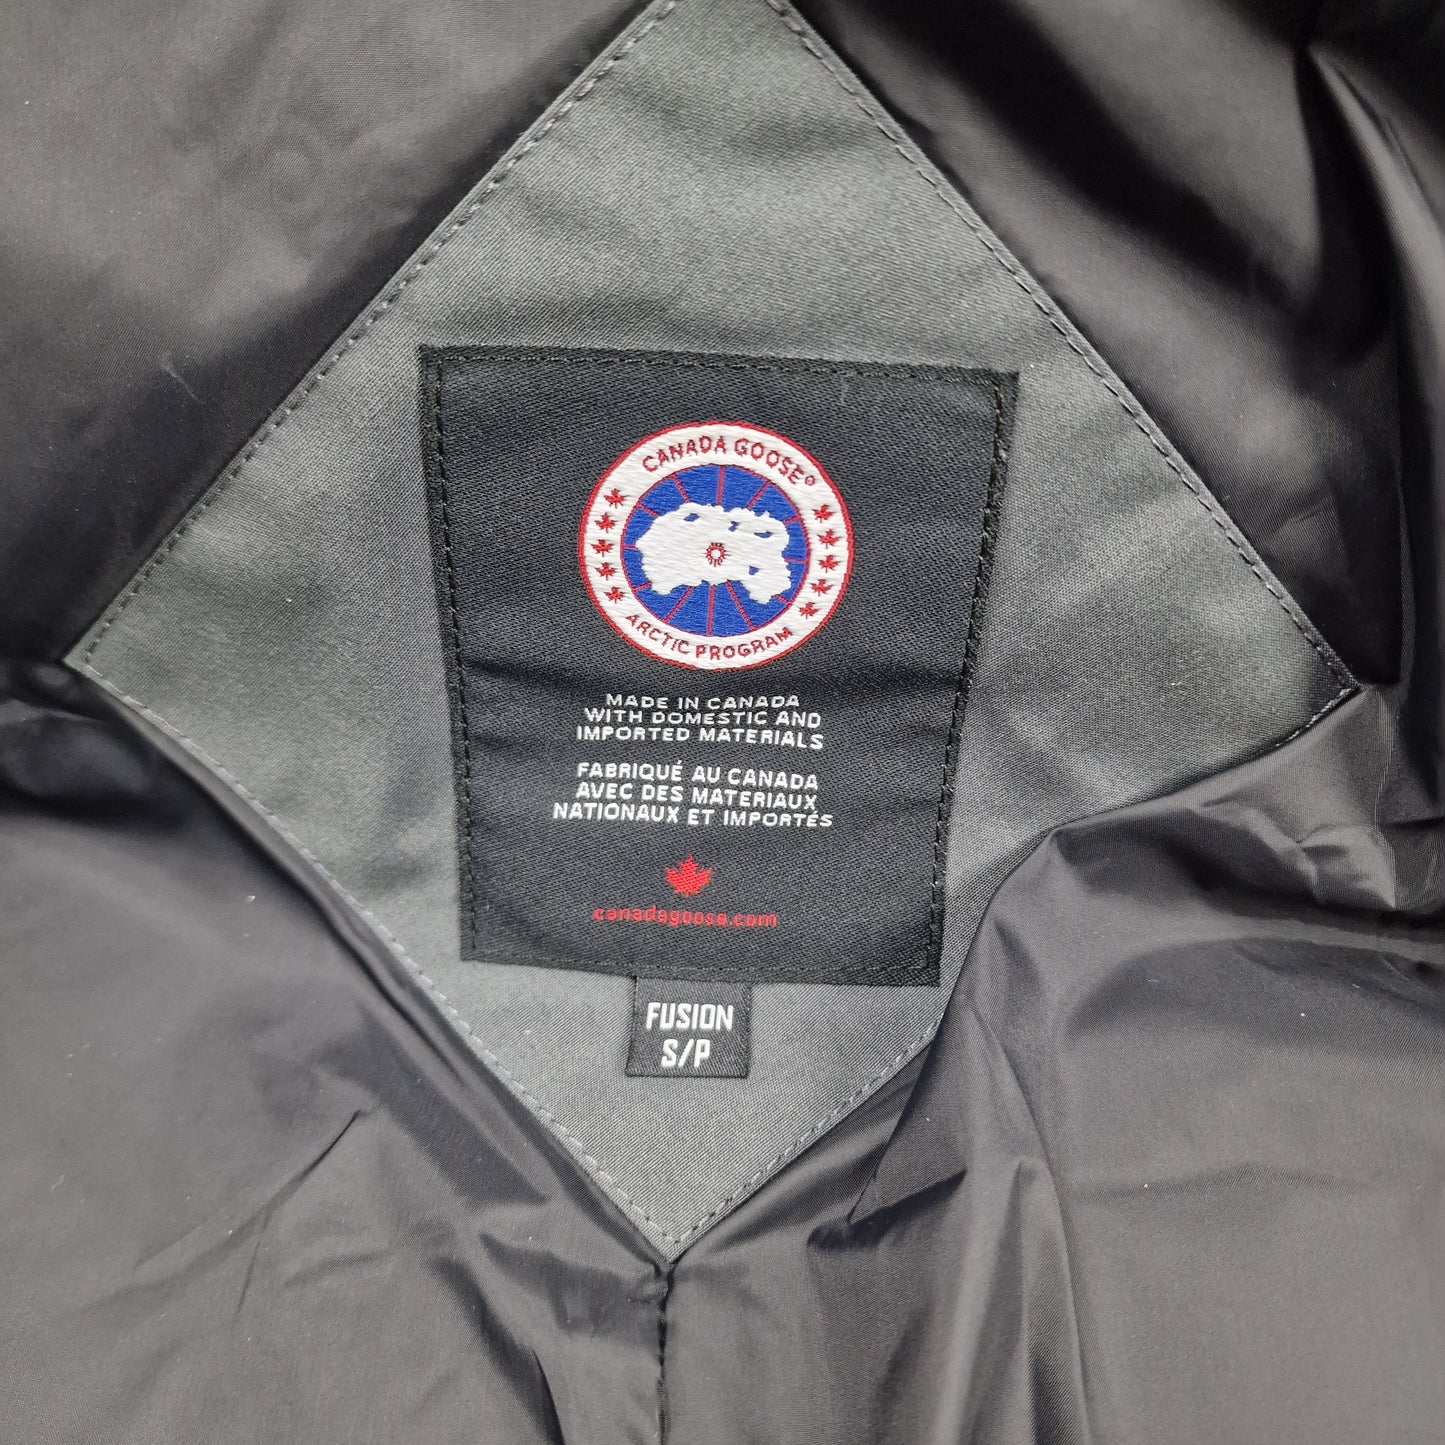 CANADA GOOSE®
ARCTIC PROGRAM
MADE IN CANADA
WITH DOMESTIC AND
IMPORTED MATERIALS
FABRIQUÉ AU CANADA
AVEC DES MATERIAUX
NATIONAUX ET IMPORTÉS
canadagoose.com
FUSION
S/P